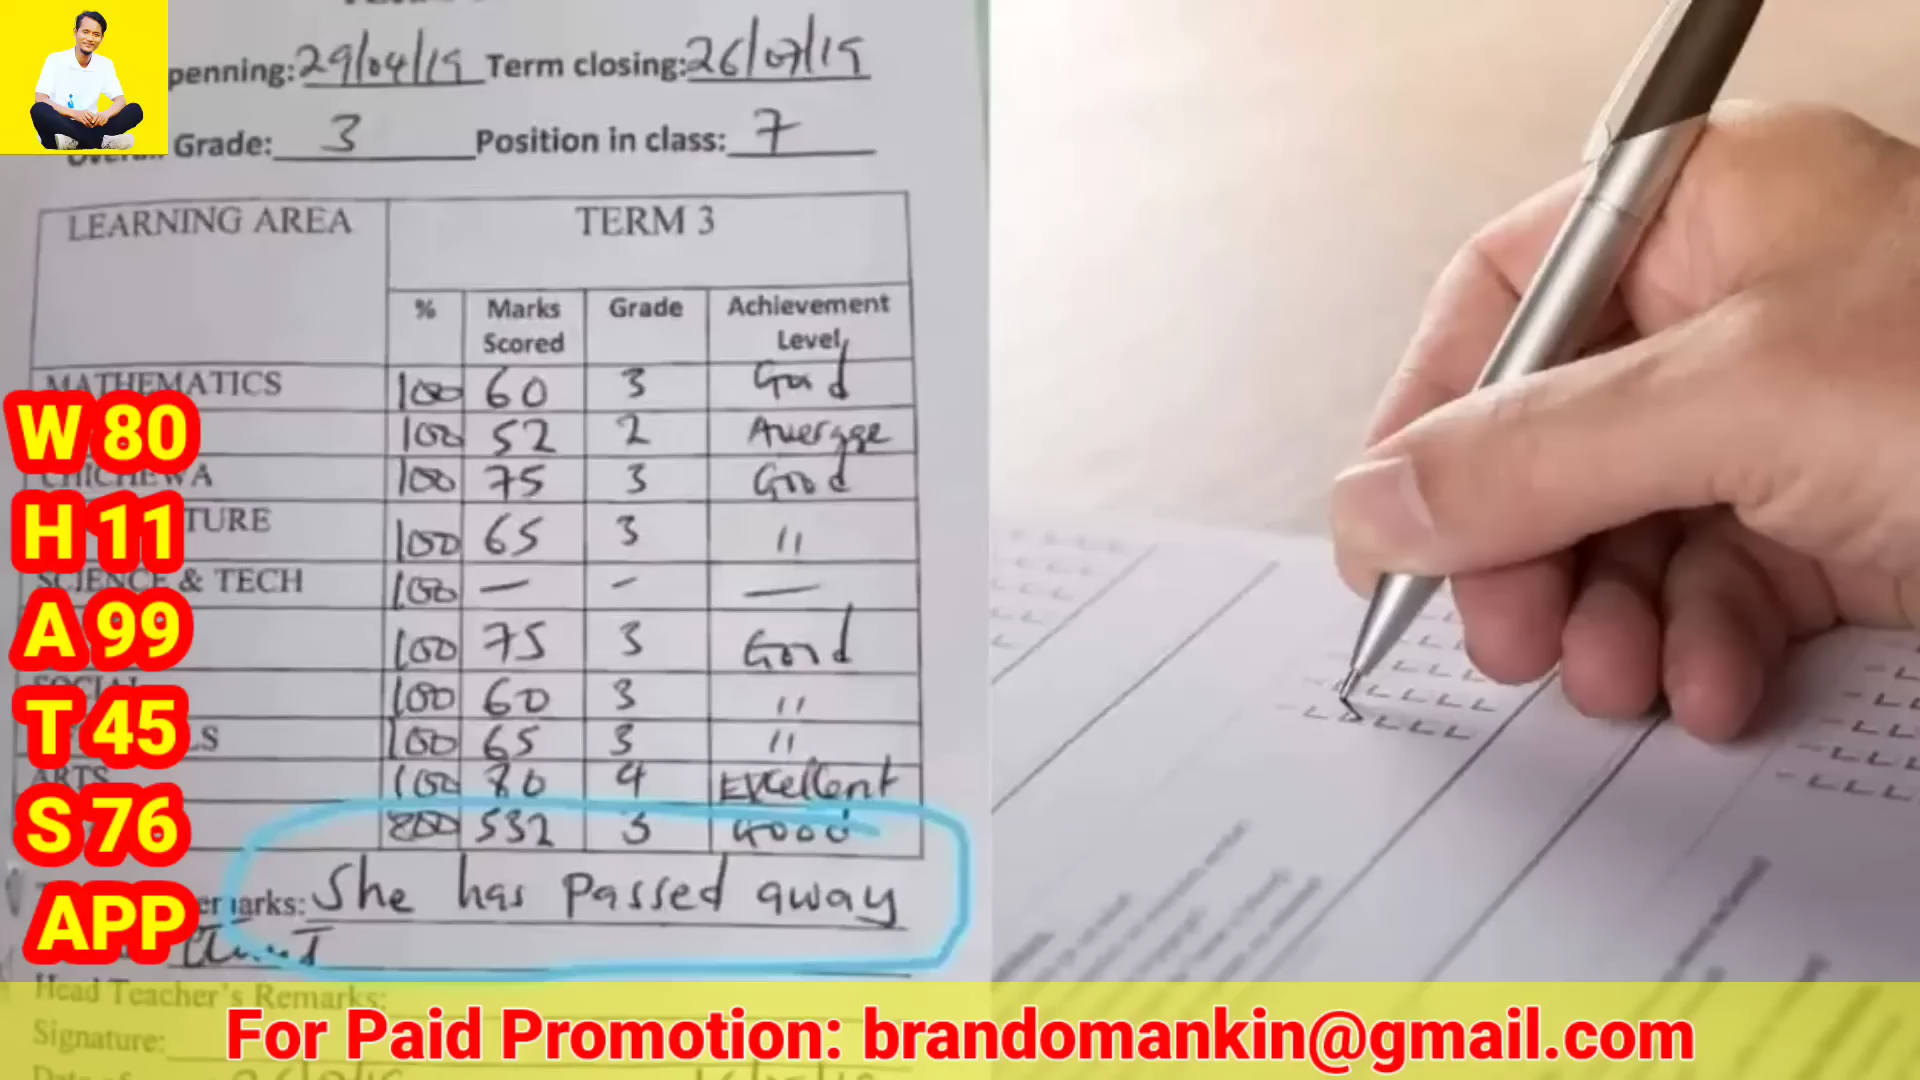 penning: 29/04/19 Term closing: 26/07/19
Grade: 3 Position in class: 7
LEARNING AREA TERM 3
% Marks Scored Grade Achievement Level
MATHEMATICS 100 60 3 Good
100 52 2 Average
CHICHEWA 100 75 3 Good
TURE 100 65 3 "
SCIENCE & TECH 100 — - —
100 75 3 Good
SOCIAL 100 60 3 "
LS 100 65 3 "
ARTS 100 80 4 Excellent
800 532 3 Good
arks: She has passed away
Head Teacher's Remarks:
Signature:
W 80
H 11
A 99
T 45
S 76
APP
For Paid Promotion: brandomankin@gmail.com